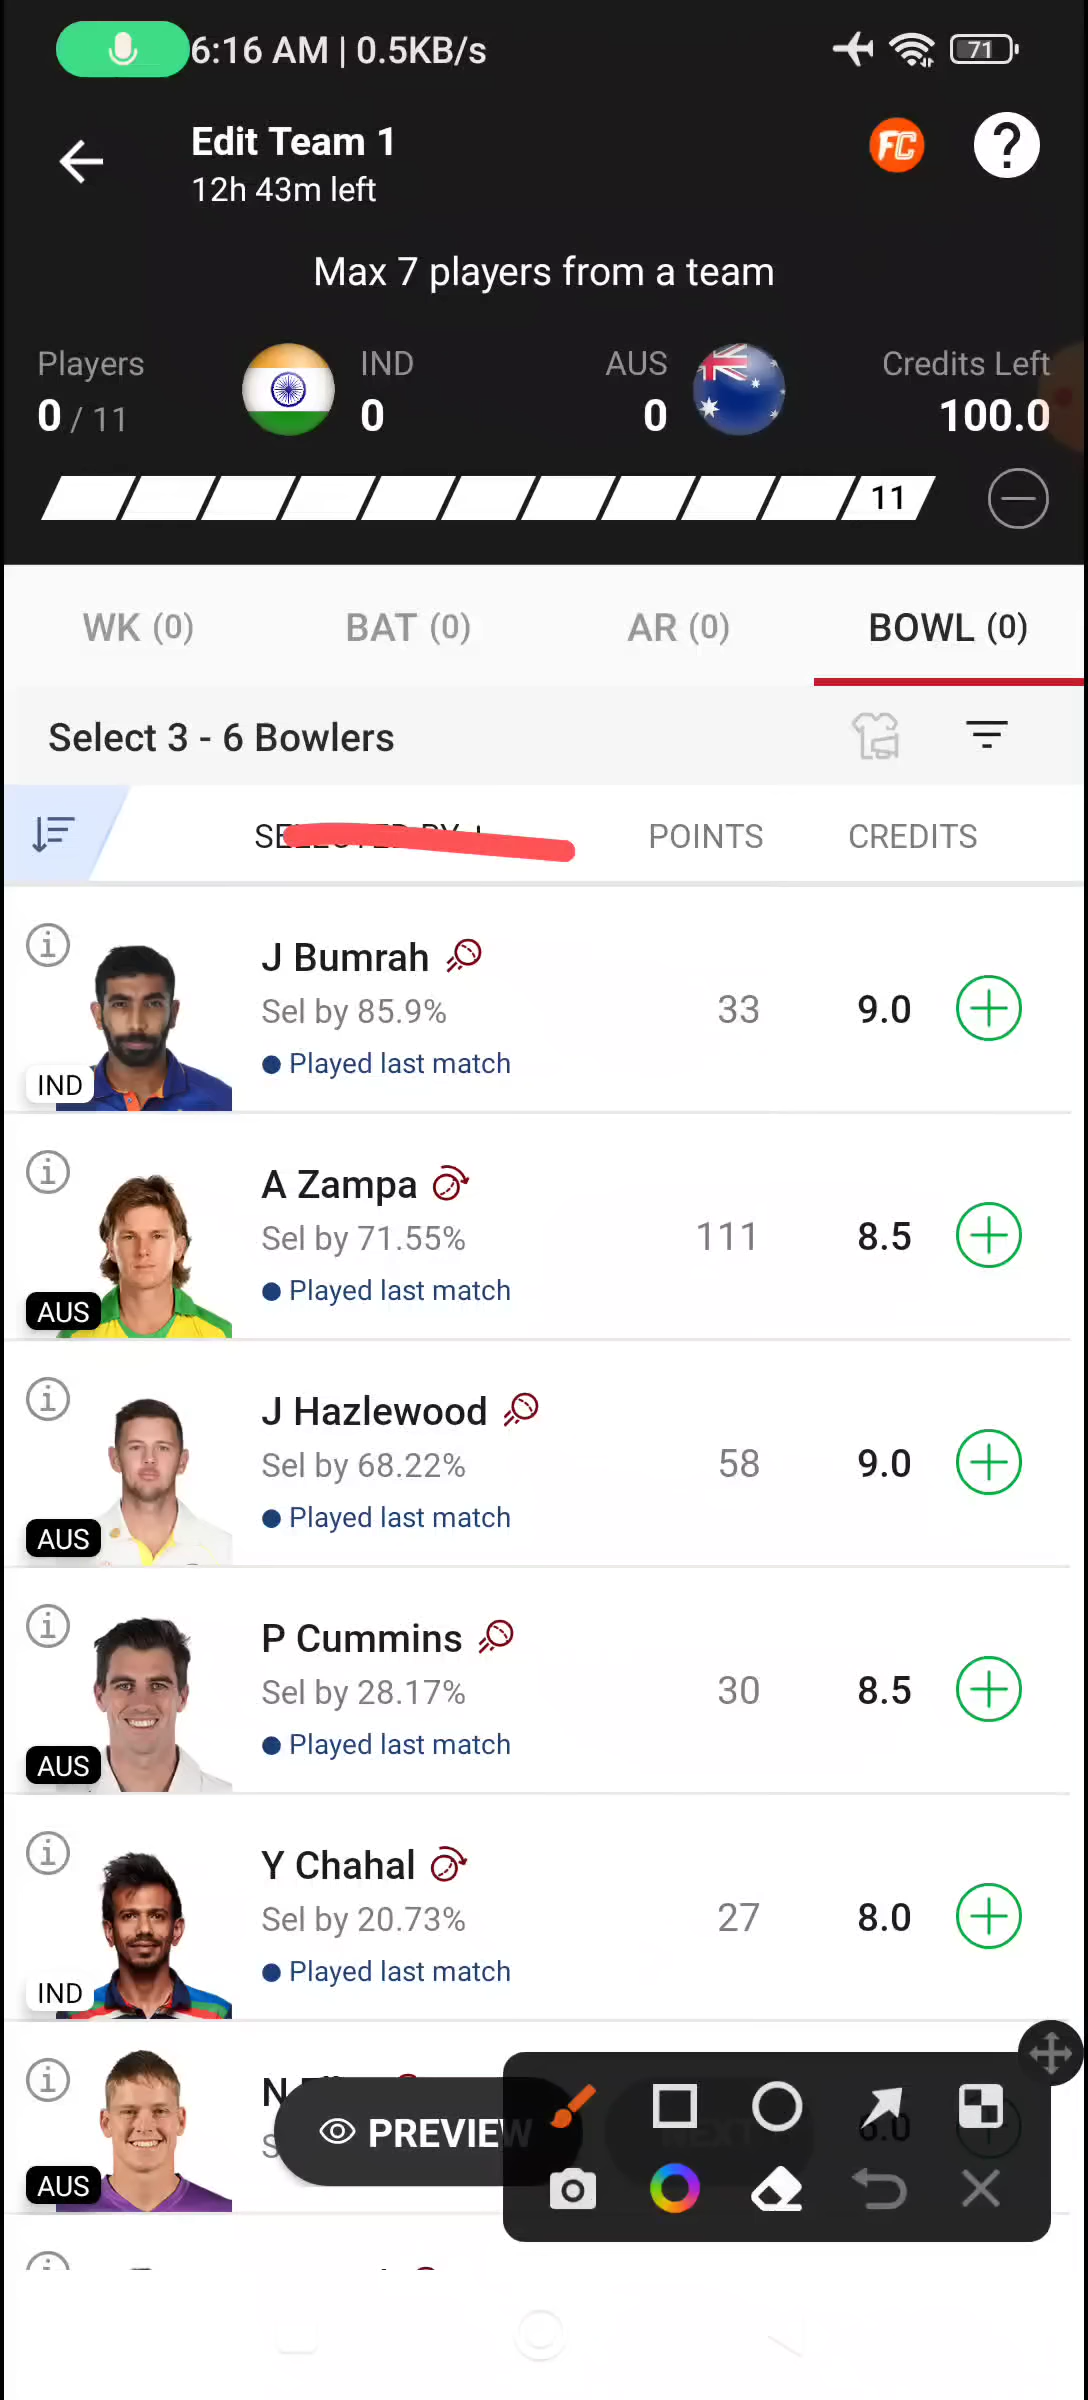 6:16 AM | 0.5KB/s
71
Edit Team 1
FC
?
12h 43m left
Max 7 players from a team
Players IND AUS Credits Left
0 / 11 0 0 100.0
11
WK (0) BAT (0) AR (0) BOWL (0)
Select 3 - 6 Bowlers
SELECTED BY ↓ POINTS CREDITS
J Bumrah
Sel by 85.9% 33 9.0
Played last match
IND
A Zampa
Sel by 71.55% 111 8.5
Played last match
AUS
J Hazlewood
Sel by 68.22% 58 9.0
Played last match
AUS
P Cummins
Sel by 28.17% 30 8.5
Played last match
AUS
Y Chahal
Sel by 20.73% 27 8.0
Played last match
IND
N
PREVIEW NEXT
AUS